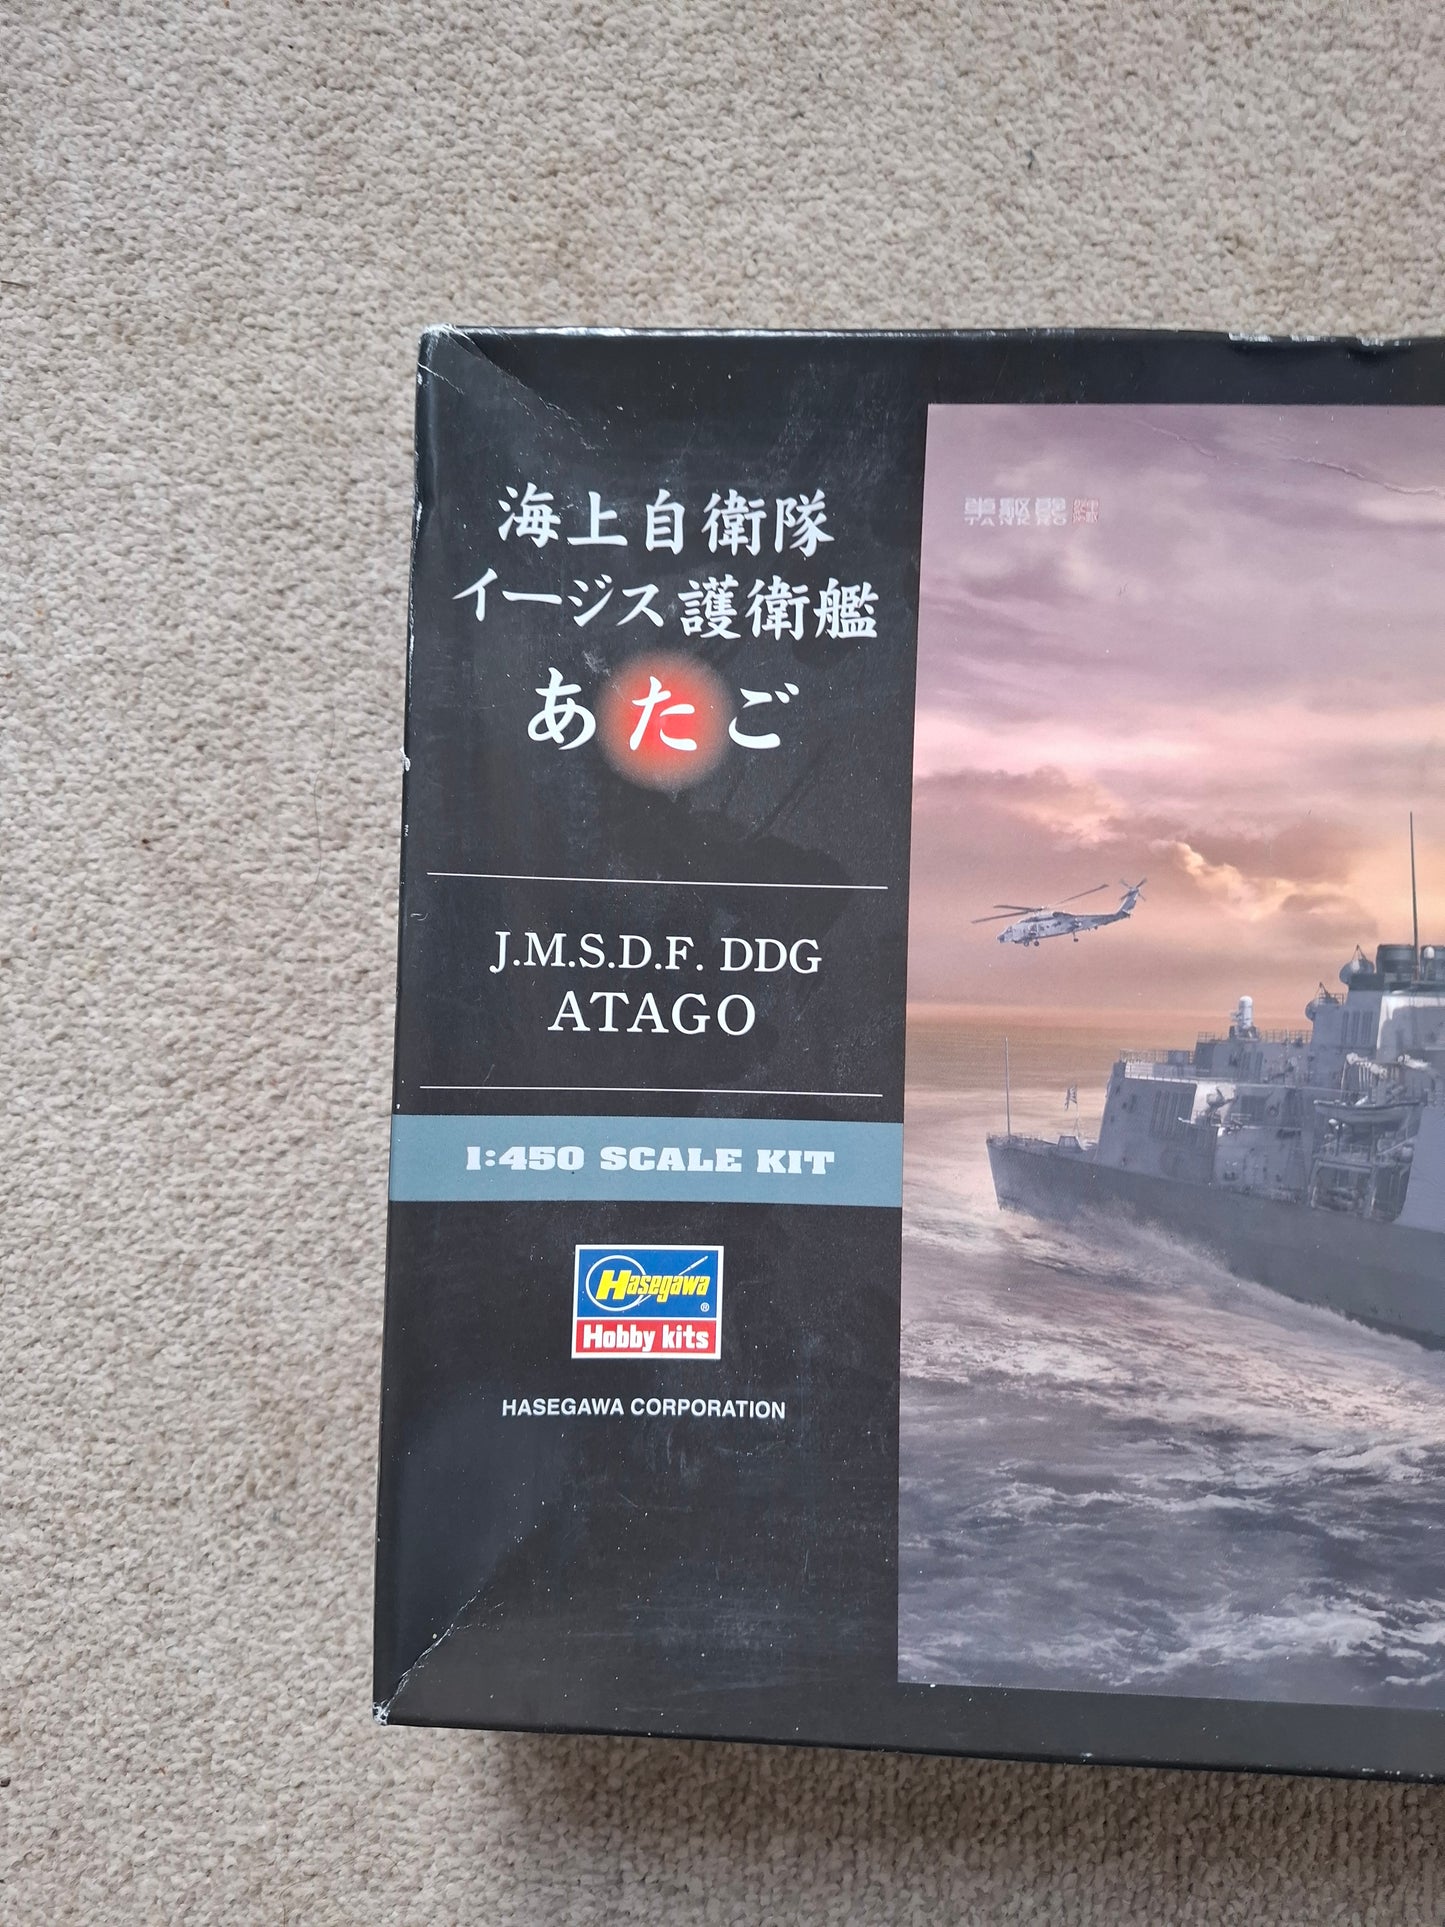 海上自衛隊
イージス護衛艦
あたご
J.M.S.D.F. DDG
ATAGO
1:450 SCALE KIT
Hasegawa®
Hobby kits
HASEGAWA CORPORATION